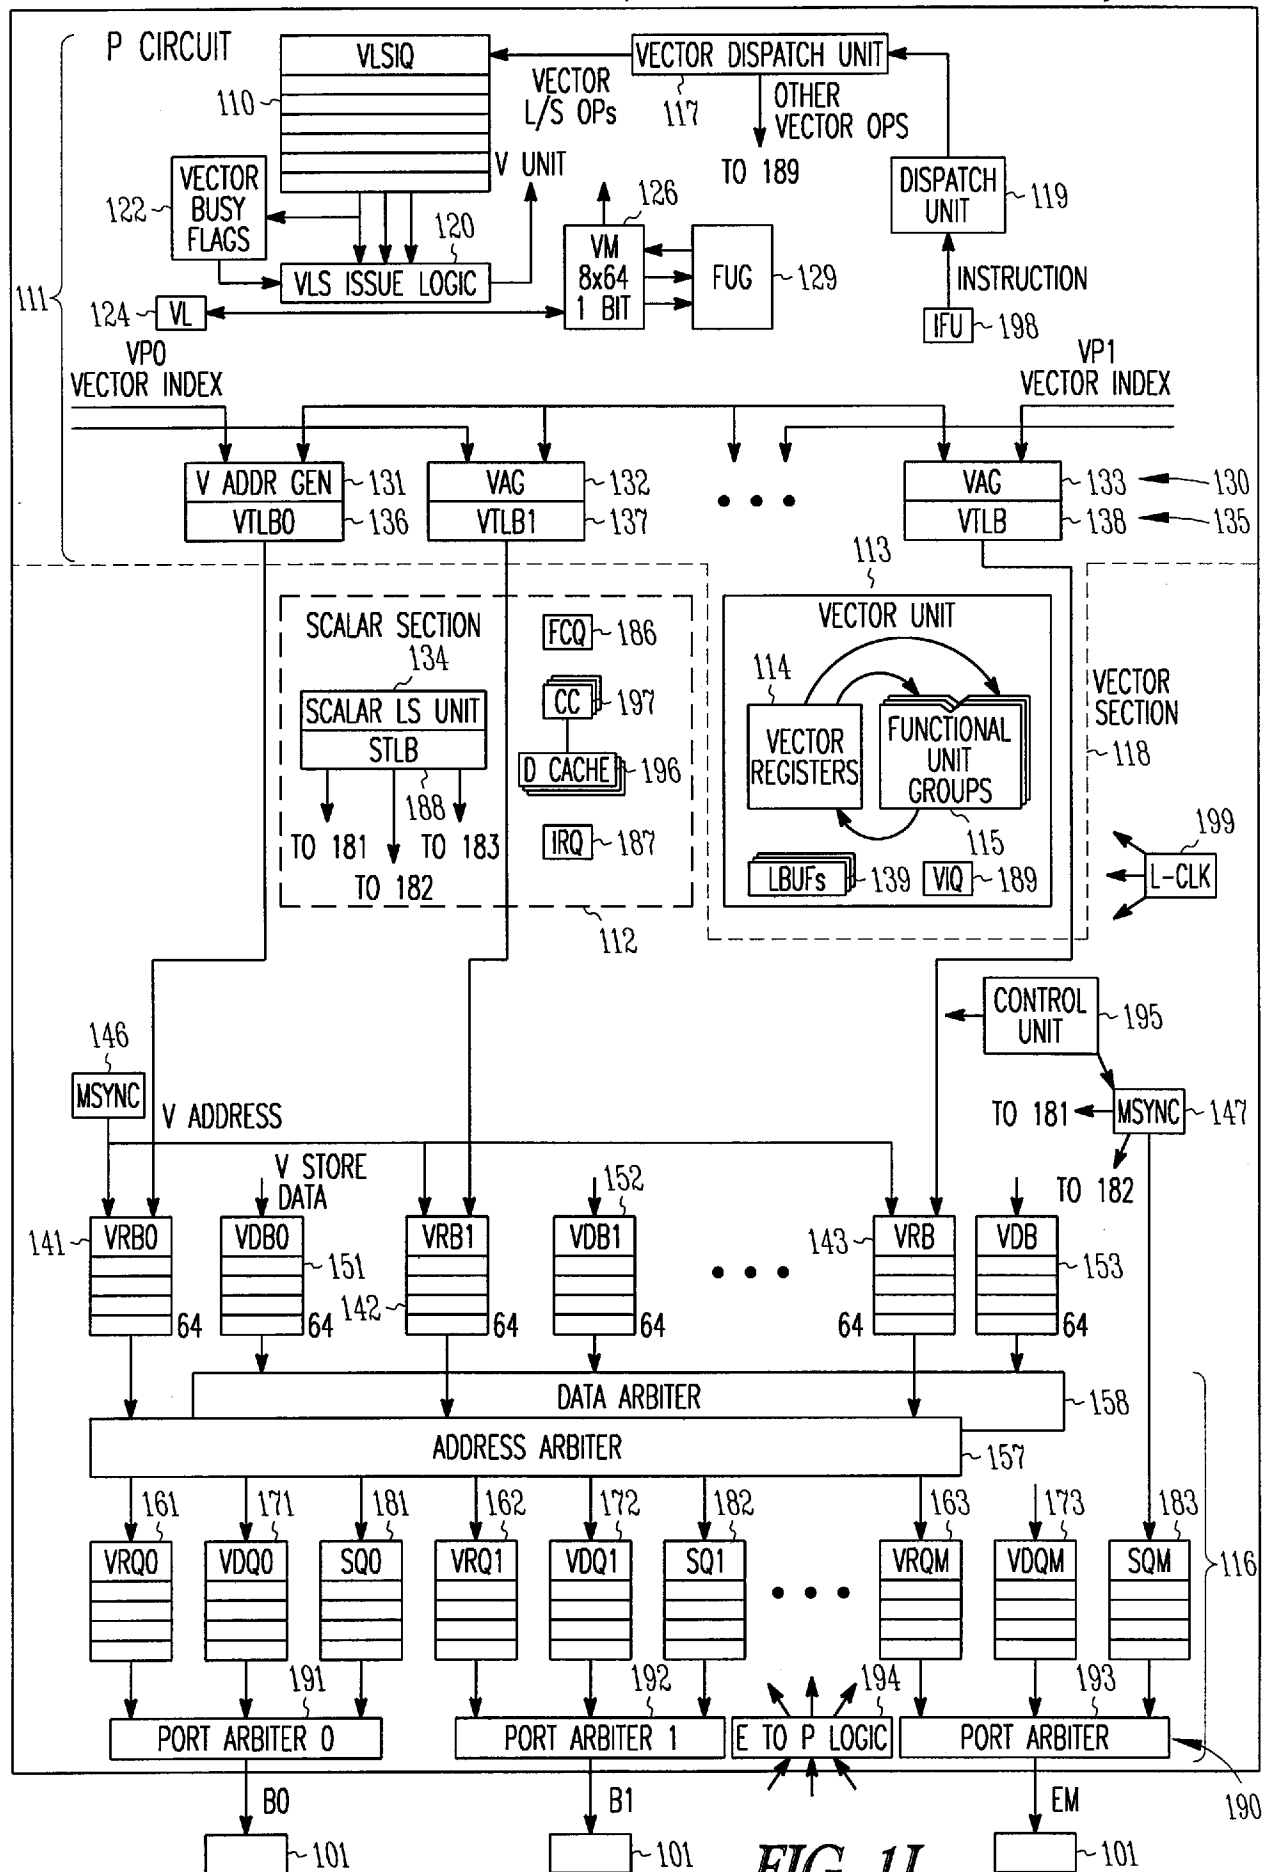 P CIRCUIT
VLSIQ
110
VECTOR
L/S OPs
VECTOR DISPATCH UNIT
117
OTHER
VECTOR OPS
TO 189
DISPATCH
UNIT
119
INSTRUCTION
IFU
198
VECTOR
BUSY
FLAGS
122
V UNIT
120
VLS ISSUE LOGIC
126
VM
8x64
1 BIT
FUG
129
111
124
VL
VP0
VECTOR INDEX
VP1
VECTOR INDEX
V ADDR GEN
131
VTLB0
136
VAG
132
VTLB1
137
VAG
133
130
VTLB
138
135
SCALAR SECTION
134
SCALAR LS UNIT
STLB
188
TO 181
TO 183
TO 182
FCQ
186
CC
197
D CACHE
196
IRQ
187
112
113
VECTOR UNIT
114
VECTOR
REGISTERS
FUNCTIONAL
UNIT
GROUPS
115
LBUFs
139
VIQ
189
VECTOR
SECTION
118
199
L-CLK
CONTROL
UNIT
195
146
MSYNC
V ADDRESS
TO 181
MSYNC
147
TO 182
V STORE
DATA
152
141
VRB0
64
VDB0
151
64
VRB1
142
64
VDB1
64
143
VRB
64
VDB
153
64
DATA ARBITER
158
ADDRESS ARBITER
157
161
171
181
162
172
182
163
173
183
VRQ0
VDQ0
SQ0
VRQ1
VDQ1
SQ1
VRQM
VDQM
SQM
116
191
192
194
193
PORT ARBITER 0
PORT ARBITER 1
E TO P LOGIC
PORT ARBITER
190
B0
B1
EM
101
101
101